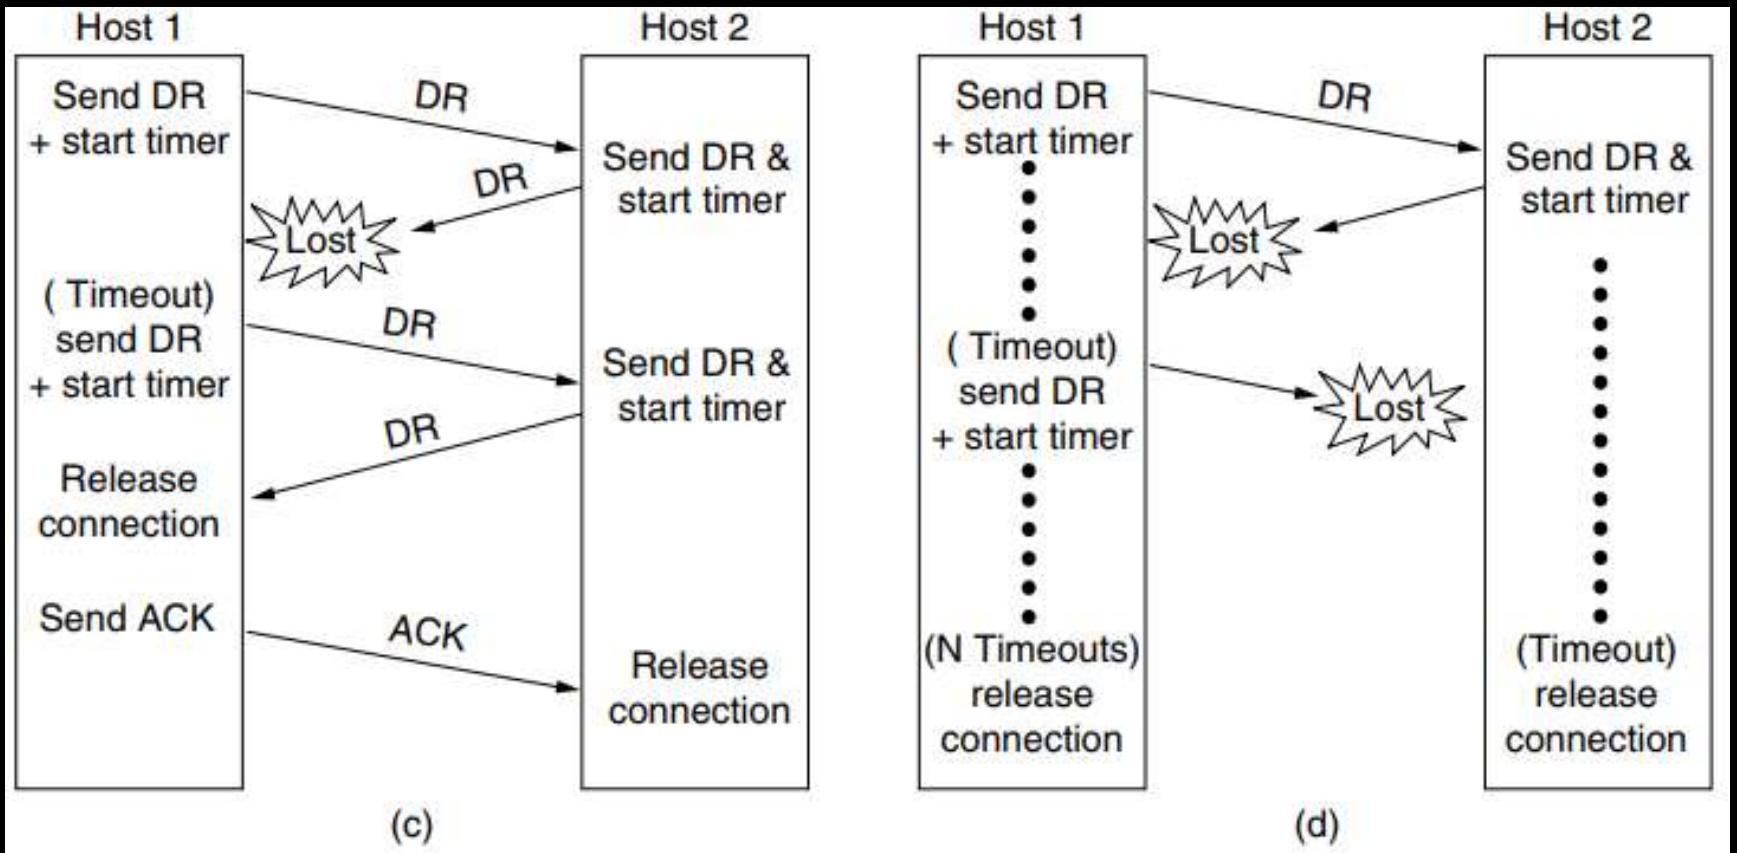 Host 1
Host 2
Send DR
+ start timer
DR
Send DR &
start timer
DR
Lost
( Timeout)
send DR
+ start timer
DR
Send DR &
start timer
DR
Release
connection
Send ACK
ACK
Release
connection
(c)
Host 1
Host 2
Send DR
+ start timer
DR
Send DR &
start timer
Lost
( Timeout)
send DR
+ start timer
Lost
(N Timeouts)
release
connection
(Timeout)
release
connection
(d)